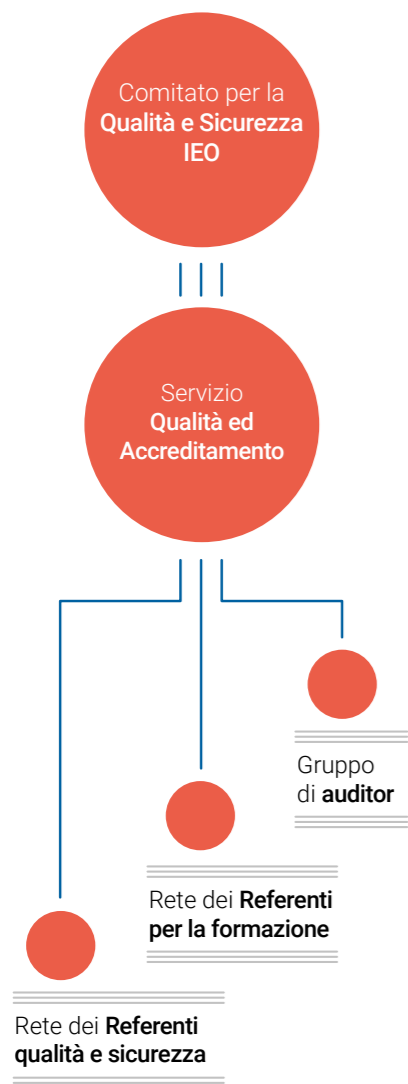 Comitato per la
Qualità e Sicurezza
IEO
Servizio
Qualità ed
Accreditamento
Gruppo
di auditor
Rete dei Referenti
per la formazione
Rete dei Referenti
qualità e sicurezza